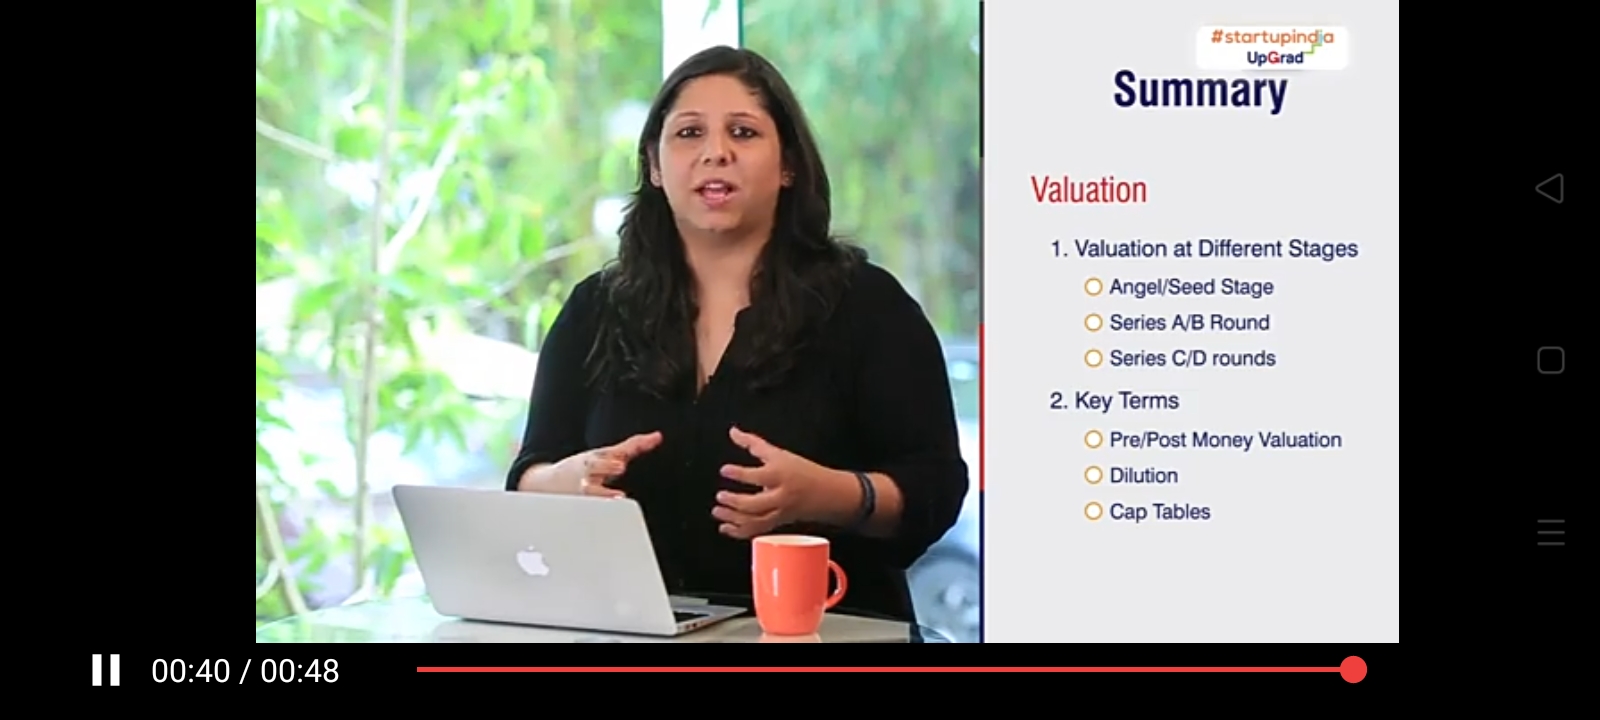 #startupindia
UpGrad
Summary
Valuation
1. Valuation at Different Stages
Angel/Seed Stage
Series A/B Round
Series C/D rounds
2. Key Terms
Pre/Post Money Valuation
Dilution
Cap Tables
00:40 / 00:48